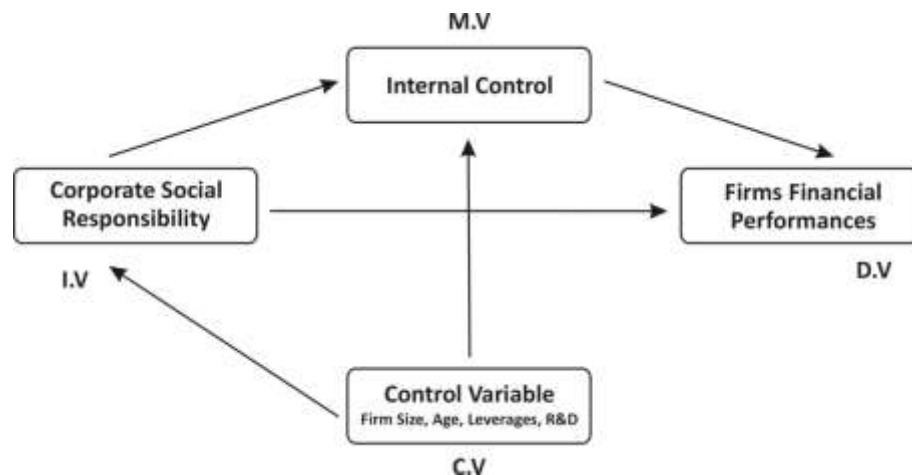 M.V
Internal Control
Corporate Social
Responsibility
Firms Financial
Performances
I.V
D.V
Control Variable
Firm Size, Age, Leverages, R&D
C.V